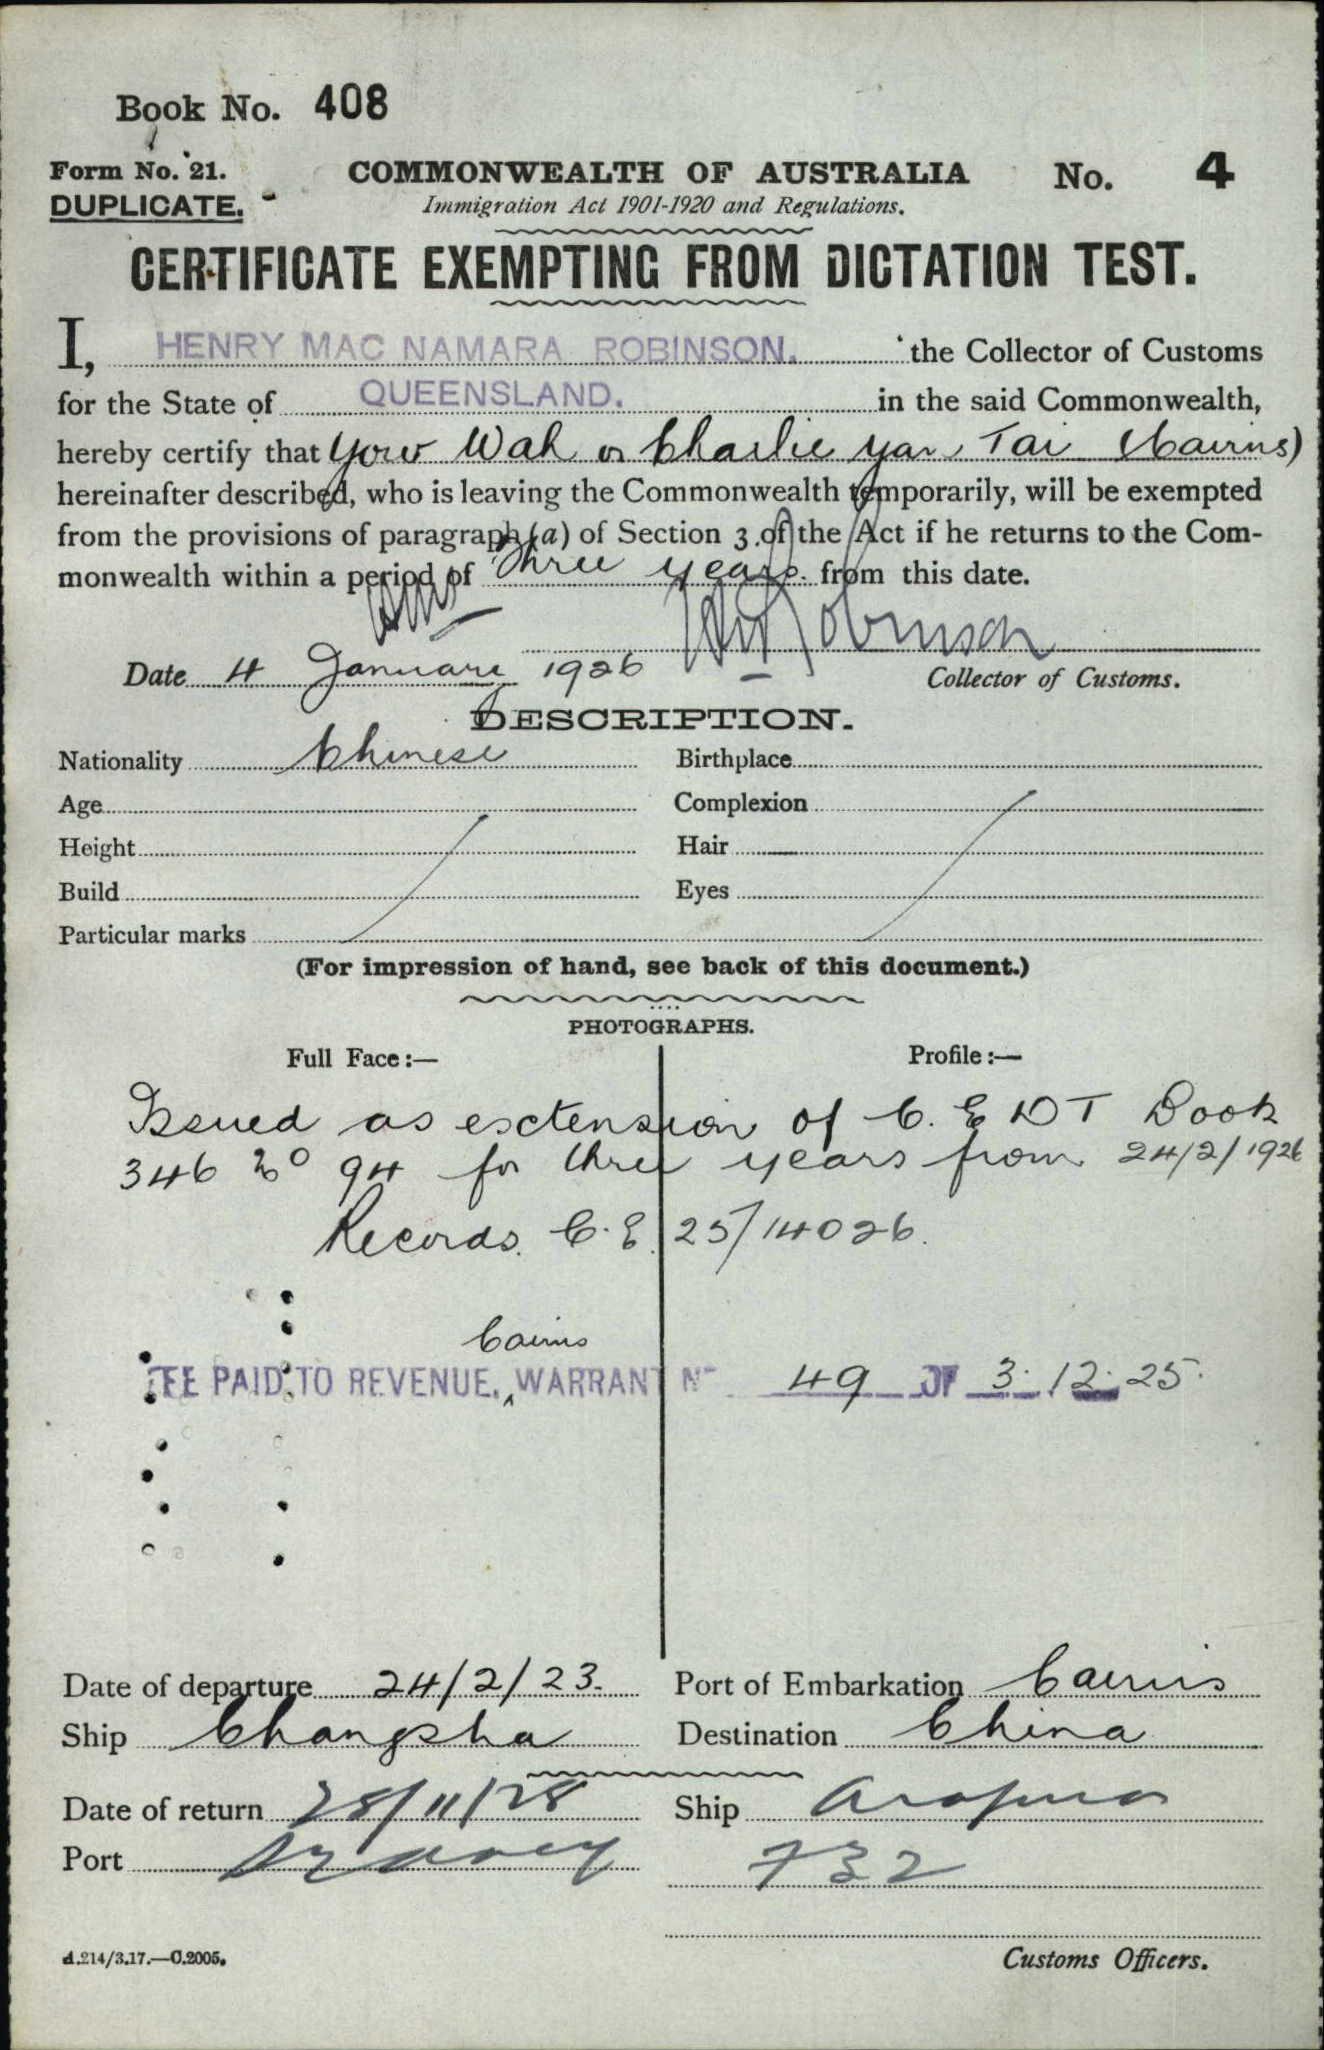 Book No. 408
Form No. 21. COMMONWEALTH OF AUSTRALIA No. 4
DUPLICATE. Immigration Act 1901-1920 and Regulations.
CERTIFICATE EXEMPTING FROM DICTATION TEST.
I, HENRY MAC NAMARA ROBINSON. the Collector of Customs
for the State of QUEENSLAND. in the said Commonwealth,
hereby certify that Yow Wah or Charlie Yan Tai (Cairns)
hereinafter described, who is leaving the Commonwealth temporarily, will be exempted
from the provisions of paragraph (a) of Section 3 of the Act if he returns to the Com-
monwealth within a period of three years from this date.
HMRobinson
Date 4 January 1926 Collector of Customs.
DESCRIPTION.
Nationality Chinese Birthplace
Age Complexion
Height Hair
Build Eyes
Particular marks
(For impression of hand, see back of this document.)
PHOTOGRAPHS.
Full Face:— Profile:—
Issued as extension of C. E D T Book
346 No 94 for three years from 24/2/1926
Records. C.E. 25/14026.
Cairns
FEE PAID TO REVENUE, WARRANT No 49 OF 3.12.25.
Date of departure 24/2/23. Port of Embarkation Cairns
Ship Changsha Destination China
Date of return 28/11/28 Ship Arafura
Port Sydney 732
A.214/3.17.—C.2005. Customs Officers.